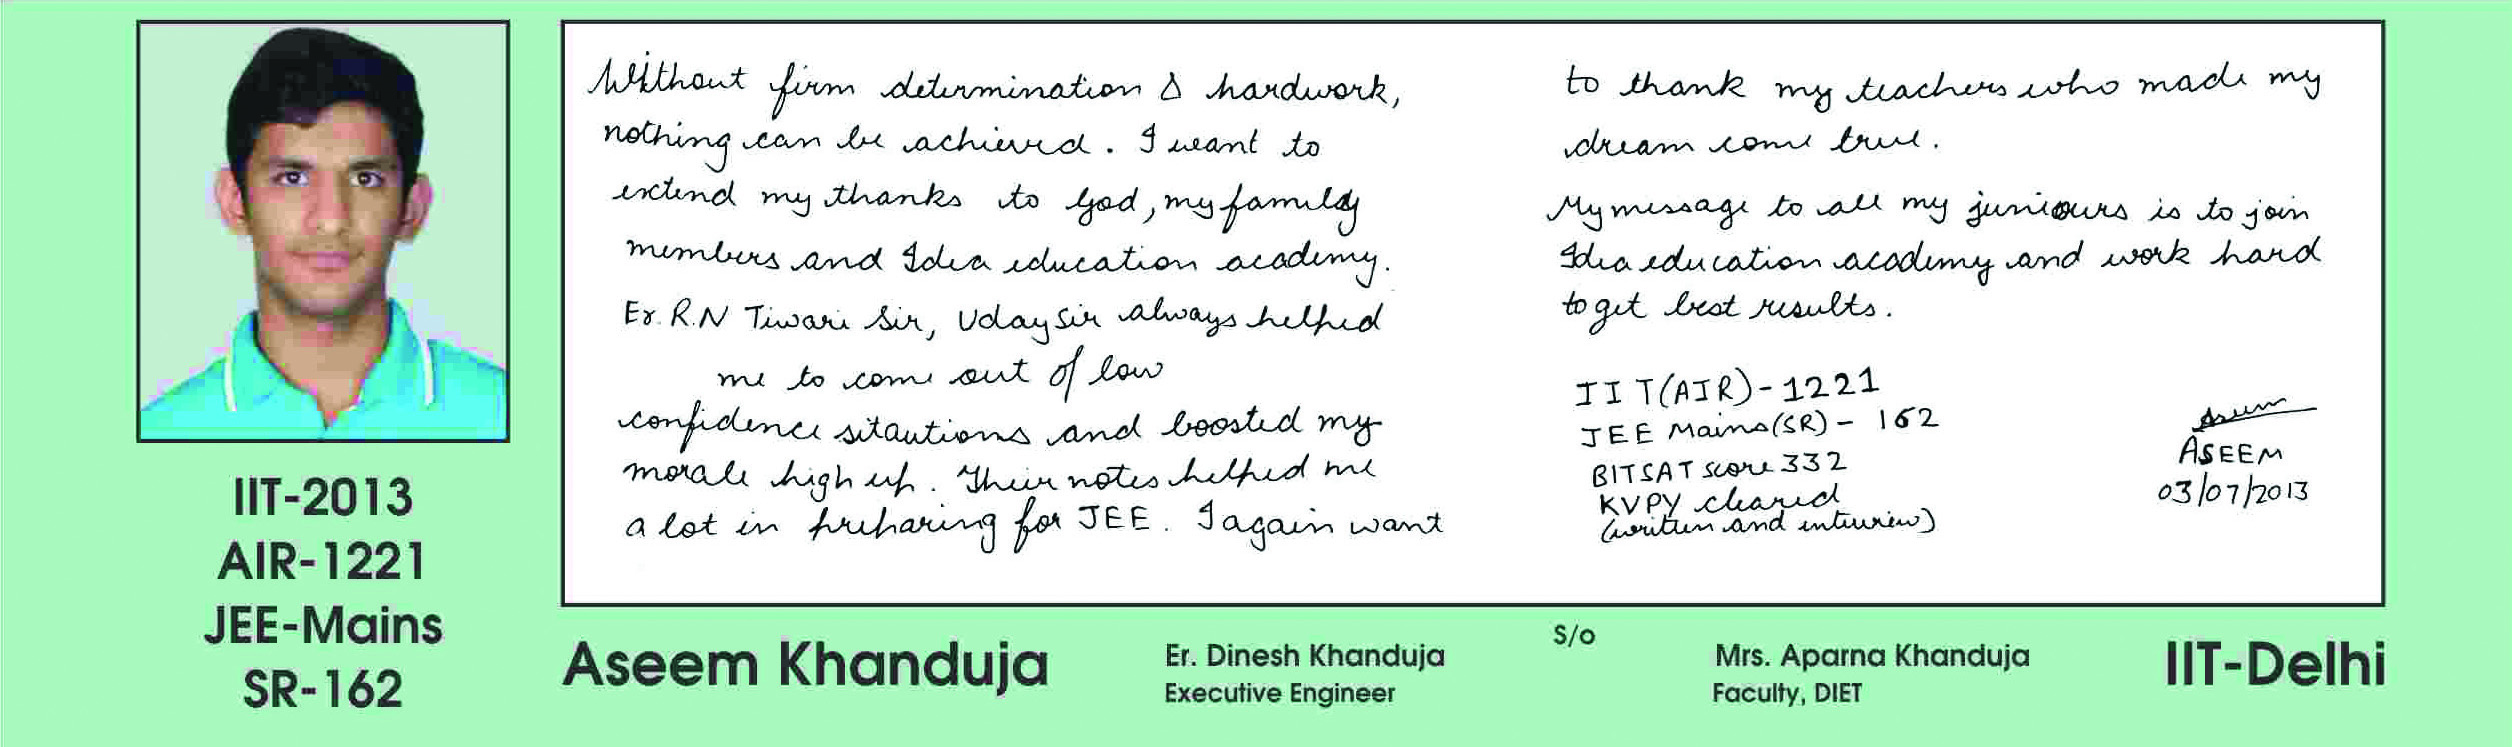 Without firm determination & hardwork,
nothing can be achieved. I want to
extend my thanks to God, my family
members and Idea education academy.
Er. R.N Tiwari Sir, Uday Sir always helped
me to come out of low
confidence sitautions and boosted my
morale high up. Their notes helped me
a lot in preparing for JEE. I again want
to thank my teachers who made my
dream come true.
My message to all my juniours is to join
Idea education academy and work hard
to get best results.
IIT(AIR)-1221
JEE Mains(SR) - 162
BITSAT score 332
KVPY cleared
(written and interview)
Aseem
ASEEM
03/07/2013
IIT-2013
AIR-1221
JEE-Mains
SR-162
Aseem Khanduja
Er. Dinesh Khanduja
Executive Engineer
S/o
Mrs. Aparna Khanduja
Faculty, DIET
IIT-Delhi